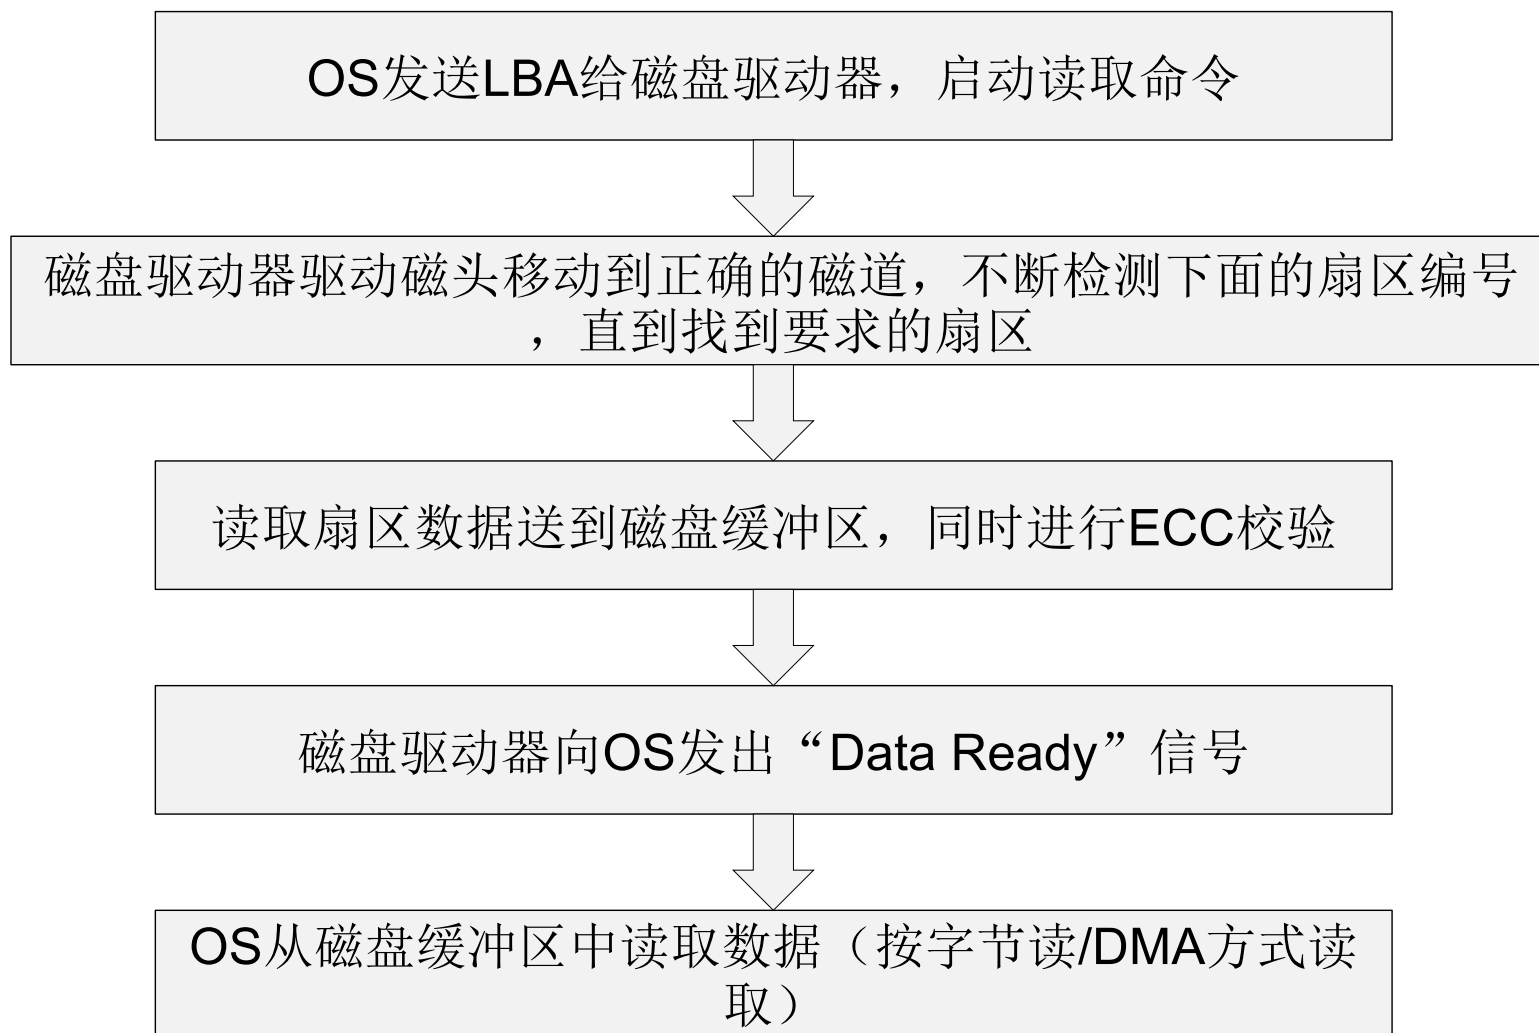 OS发送LBA给磁盘驱动器，启动读取命令
磁盘驱动器驱动磁头移动到正确的磁道，不断检测下面的扇区编号
，直到找到要求的扇区
读取扇区数据送到磁盘缓冲区，同时进行ECC校验
磁盘驱动器向OS发出“Data Ready”信号
OS从磁盘缓冲区中读取数据（按字节读/DMA方式读
取）